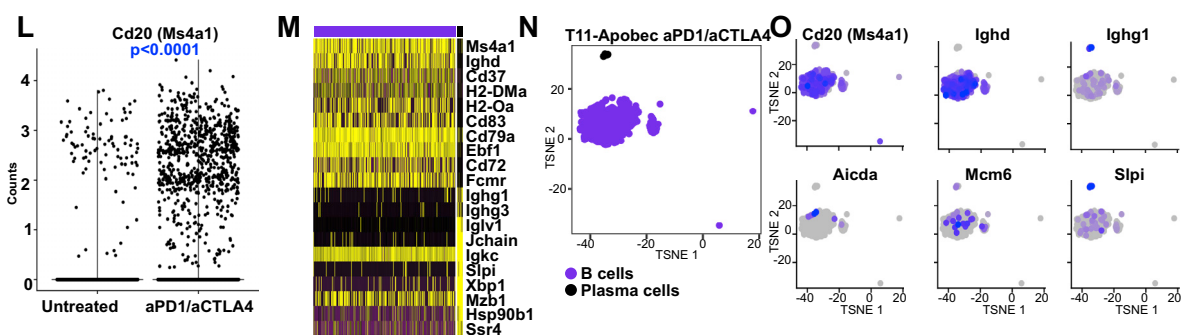 L
Cd20 (Ms4a1)
p<0.0001
Counts
4
3
2
1
0
Untreated
aPD1/aCTLA4
M
Ms4a1
Ighd
Cd37
H2-DMa
H2-Oa
Cd83
Cd79a
Ebf1
Cd72
Fcmr
Ighg1
Ighg3
Iglv1
Jchain
Igkc
Slpi
Xbp1
Mzb1
Hsp90b1
Ssr4
N
T11-Apobec aPD1/aCTLA4
TSNE 2
20
0
-20
-40
-20
0
20
TSNE 1
B cells
Plasma cells
O
Cd20 (Ms4a1)
Ighd
Ighg1
TSNE 2
20
0
-20
Aicda
Mcm6
Slpi
TSNE 2
20
0
-20
-40 -20 0 20
-40 -20 0 20
-40 -20 0 20
TSNE 1
TSNE 1
TSNE 1